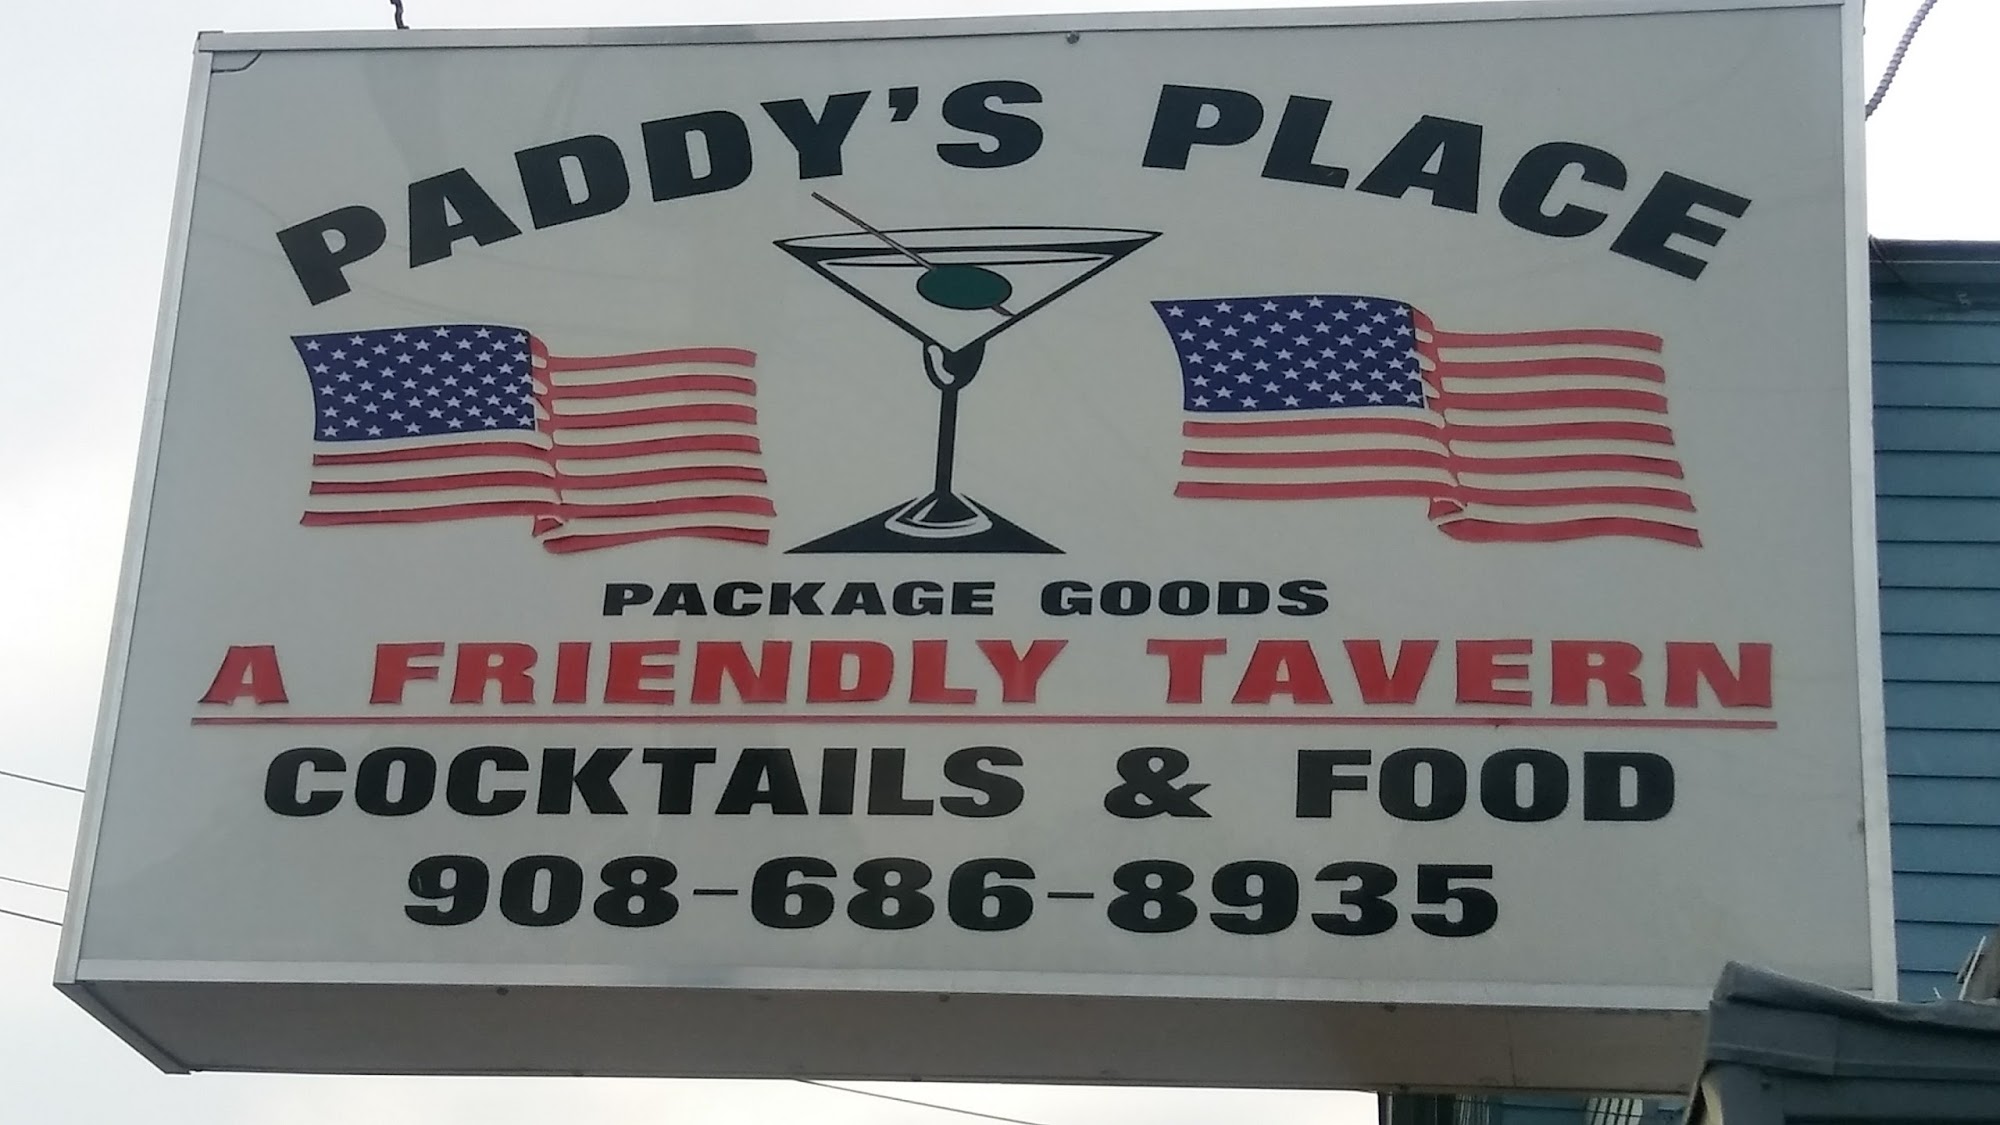 PADDY'S PLACE
PACKAGE GOODS
A FRIENDLY TAVERN
COCKTAILS & FOOD
908-686-8935